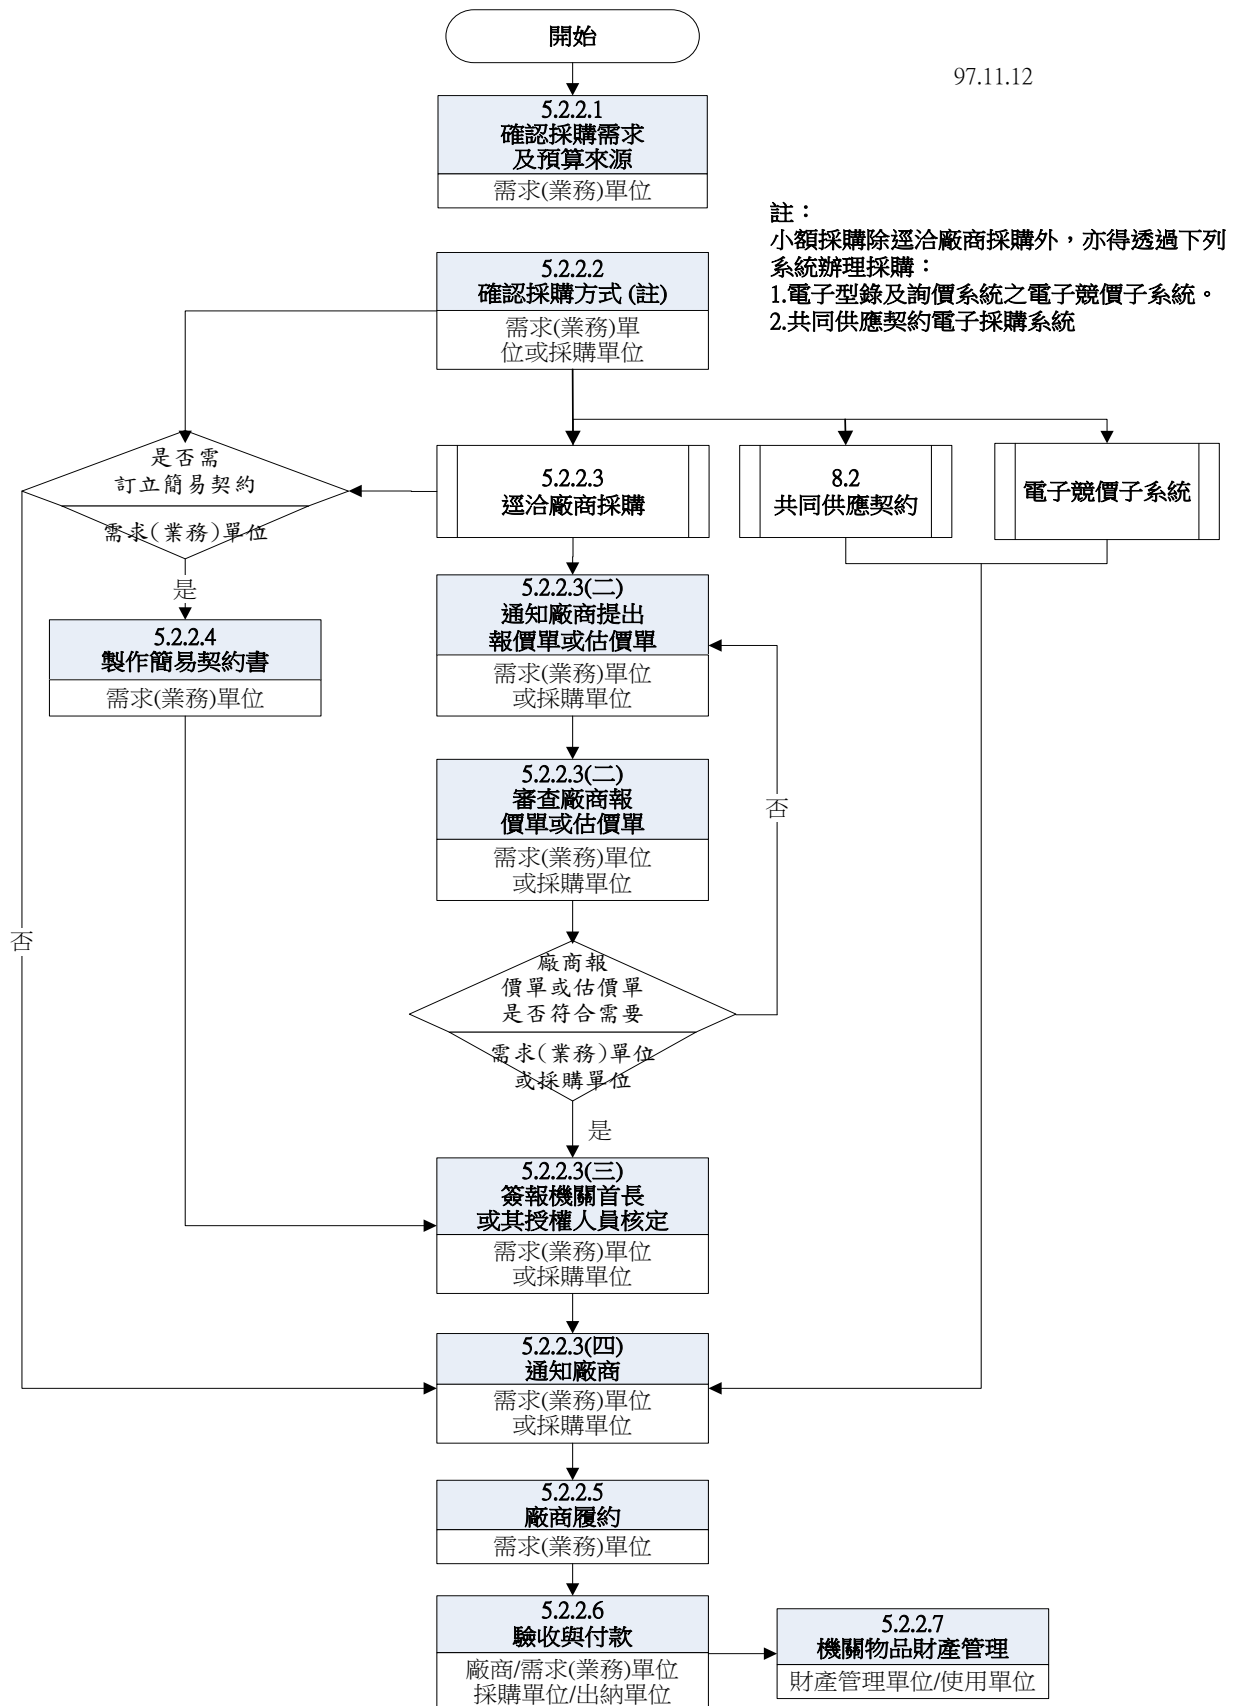 開始
97.11.12
5.2.2.1
確認採購需求
及預算來源
需求(業務)單位
註：
小額採購除逕洽廠商採購外，亦得透過下列
系統辦理採購：
1.電子型錄及詢價系統之電子競價子系統。
2.共同供應契約電子採購系統
5.2.2.2
確認採購方式 (註)
需求(業務)單
位或採購單位
是否需
訂立簡易契約
需求(業務)單位
5.2.2.3
逕洽廠商採購
8.2
共同供應契約
電子競價子系統
是
5.2.2.4
製作簡易契約書
需求(業務)單位
5.2.2.3(二)
通知廠商提出
報價單或估價單
需求(業務)單位
或採購單位
5.2.2.3(二)
審查廠商報
價單或估價單
需求(業務)單位
或採購單位
否
否
廠商報
價單或估價單
是否符合需要
需求(業務)單位
或採購單位
是
5.2.2.3(三)
簽報機關首長
或其授權人員核定
需求(業務)單位
或採購單位
5.2.2.3(四)
通知廠商
需求(業務)單位
或採購單位
5.2.2.5
廠商履約
需求(業務)單位
5.2.2.6
驗收與付款
廠商/需求(業務)單位
採購單位/出納單位
5.2.2.7
機關物品財產管理
財產管理單位/使用單位